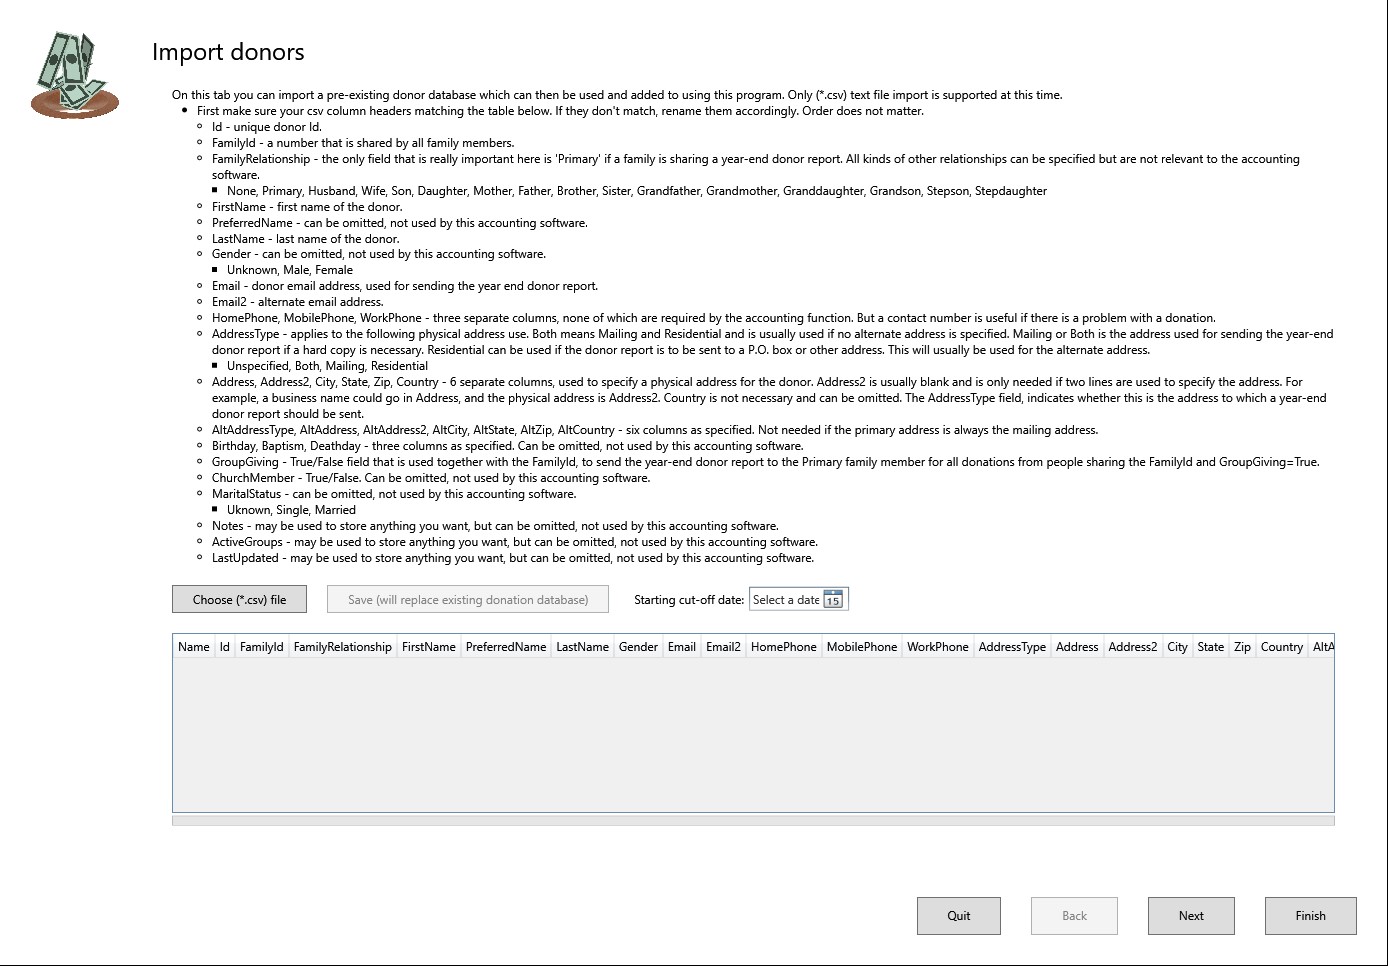 Import donors
On this tab you can import a pre-existing donor database which can then be used and added to using this program. Only (*.csv) text file import is supported at this time.
First make sure your csv column headers matching the table below. If they don't match, rename them accordingly. Order does not matter.
Id - unique donor Id.
FamilyId - a number that is shared by all family members.
FamilyRelationship - the only field that is really important here is 'Primary' if a family is sharing a year-end donor report. All kinds of other relationships can be specified but are not relevant to the accounting
software.
None, Primary, Husband, Wife, Son, Daughter, Mother, Father, Brother, Sister, Grandfather, Grandmother, Granddaughter, Grandson, Stepson, Stepdaughter
FirstName - first name of the donor.
PreferredName - can be omitted, not used by this accounting software.
LastName - last name of the donor.
Gender - can be omitted, not used by this accounting software.
Unknown, Male, Female
Email - donor email address, used for sending the year end donor report.
Email2 - alternate email address.
HomePhone, MobilePhone, WorkPhone - three separate columns, none of which are required by the accounting function. But a contact number is useful if there is a problem with a donation.
AddressType - applies to the following physical address use. Both means Mailing and Residential and is usually used if no alternate address is specified. Mailing or Both is the address used for sending the year-end
donor report if a hard copy is necessary. Residential can be used if the donor report is to be sent to a P.O. box or other address. This will usually be used for the alternate address.
Unspecified, Both, Mailing, Residential
Address, Address2, City, State, Zip, Country - 6 separate columns, used to specify a physical address for the donor. Address2 is usually blank and is only needed if two lines are used to specify the address. For
example, a business name could go in Address, and the physical address is Address2. Country is not necessary and can be omitted. The AddressType field, indicates whether this is the address to which a year-end
donor report should be sent.
AltAddressType, AltAddress, AltAddress2, AltCity, AltState, AltZip, AltCountry - six columns as specified. Not needed if the primary address is always the mailing address.
Birthday, Baptism, Deathday - three columns as specified. Can be omitted, not used by this accounting software.
GroupGiving - True/False field that is used together with the FamilyId, to send the year-end donor report to the Primary family member for all donations from people sharing the FamilyId and GroupGiving=True.
ChurchMember - True/False. Can be omitted, not used by this accounting software.
MaritalStatus - can be omitted, not used by this accounting software.
Uknown, Single, Married
Notes - may be used to store anything you want, but can be omitted, not used by this accounting software.
ActiveGroups - may be used to store anything you want, but can be omitted, not used by this accounting software.
LastUpdated - may be used to store anything you want, but can be omitted, not used by this accounting software.
Choose (*.csv) file Save (will replace existing donation database) Starting cut-off date: Select a date 15
Name Id FamilyId FamilyRelationship FirstName PreferredName LastName Gender Email Email2 HomePhone MobilePhone WorkPhone AddressType Address Address2 City State Zip Country AltA
Quit Back Next Finish